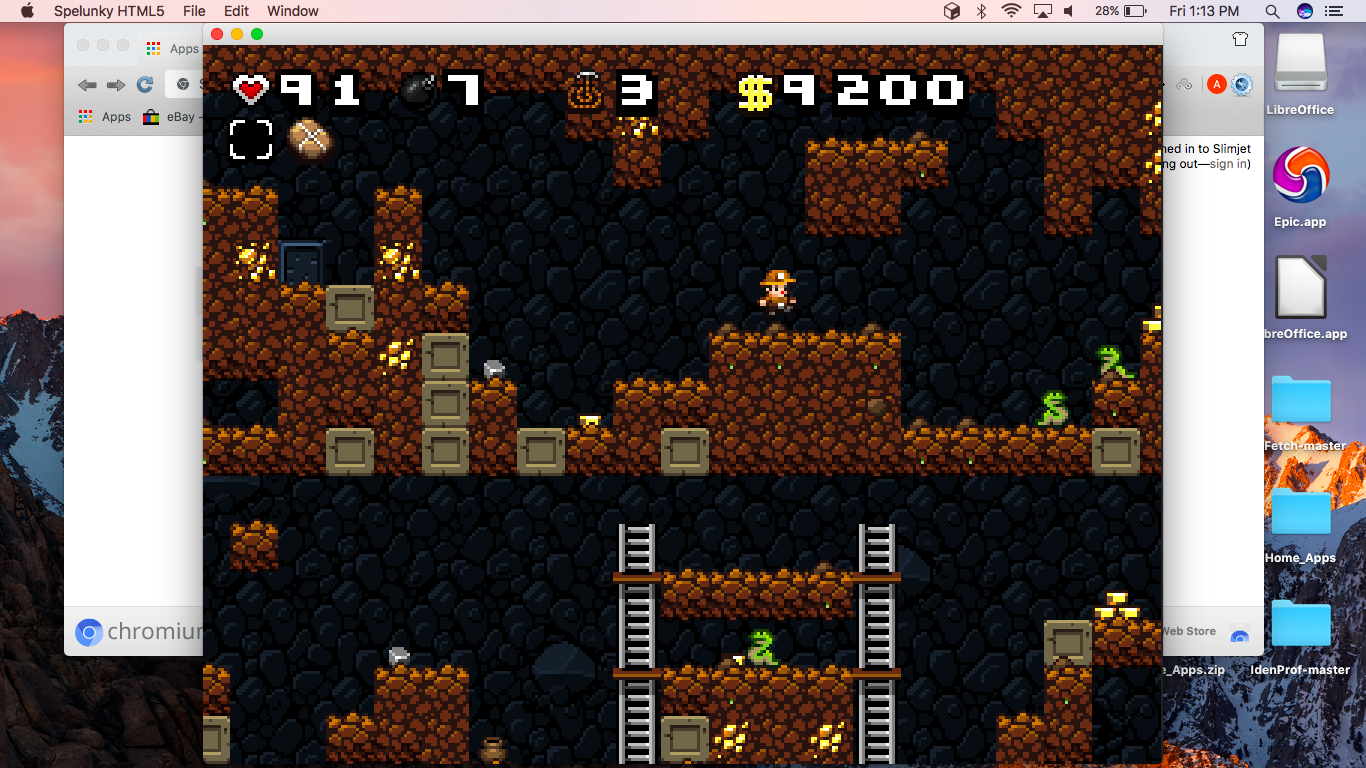 Spelunky HTML5 File Edit Window 28% Fri 1:13 PM
Apps
Apps eBay –
91 7 3 $9200
ned in to Slimjet
ng out—sign in)
A
LibreOffice
Epic.app
breOffice.app
Fetch-master
Home_Apps
chromium
Web Store
e_Apps.zip IdenProf-master